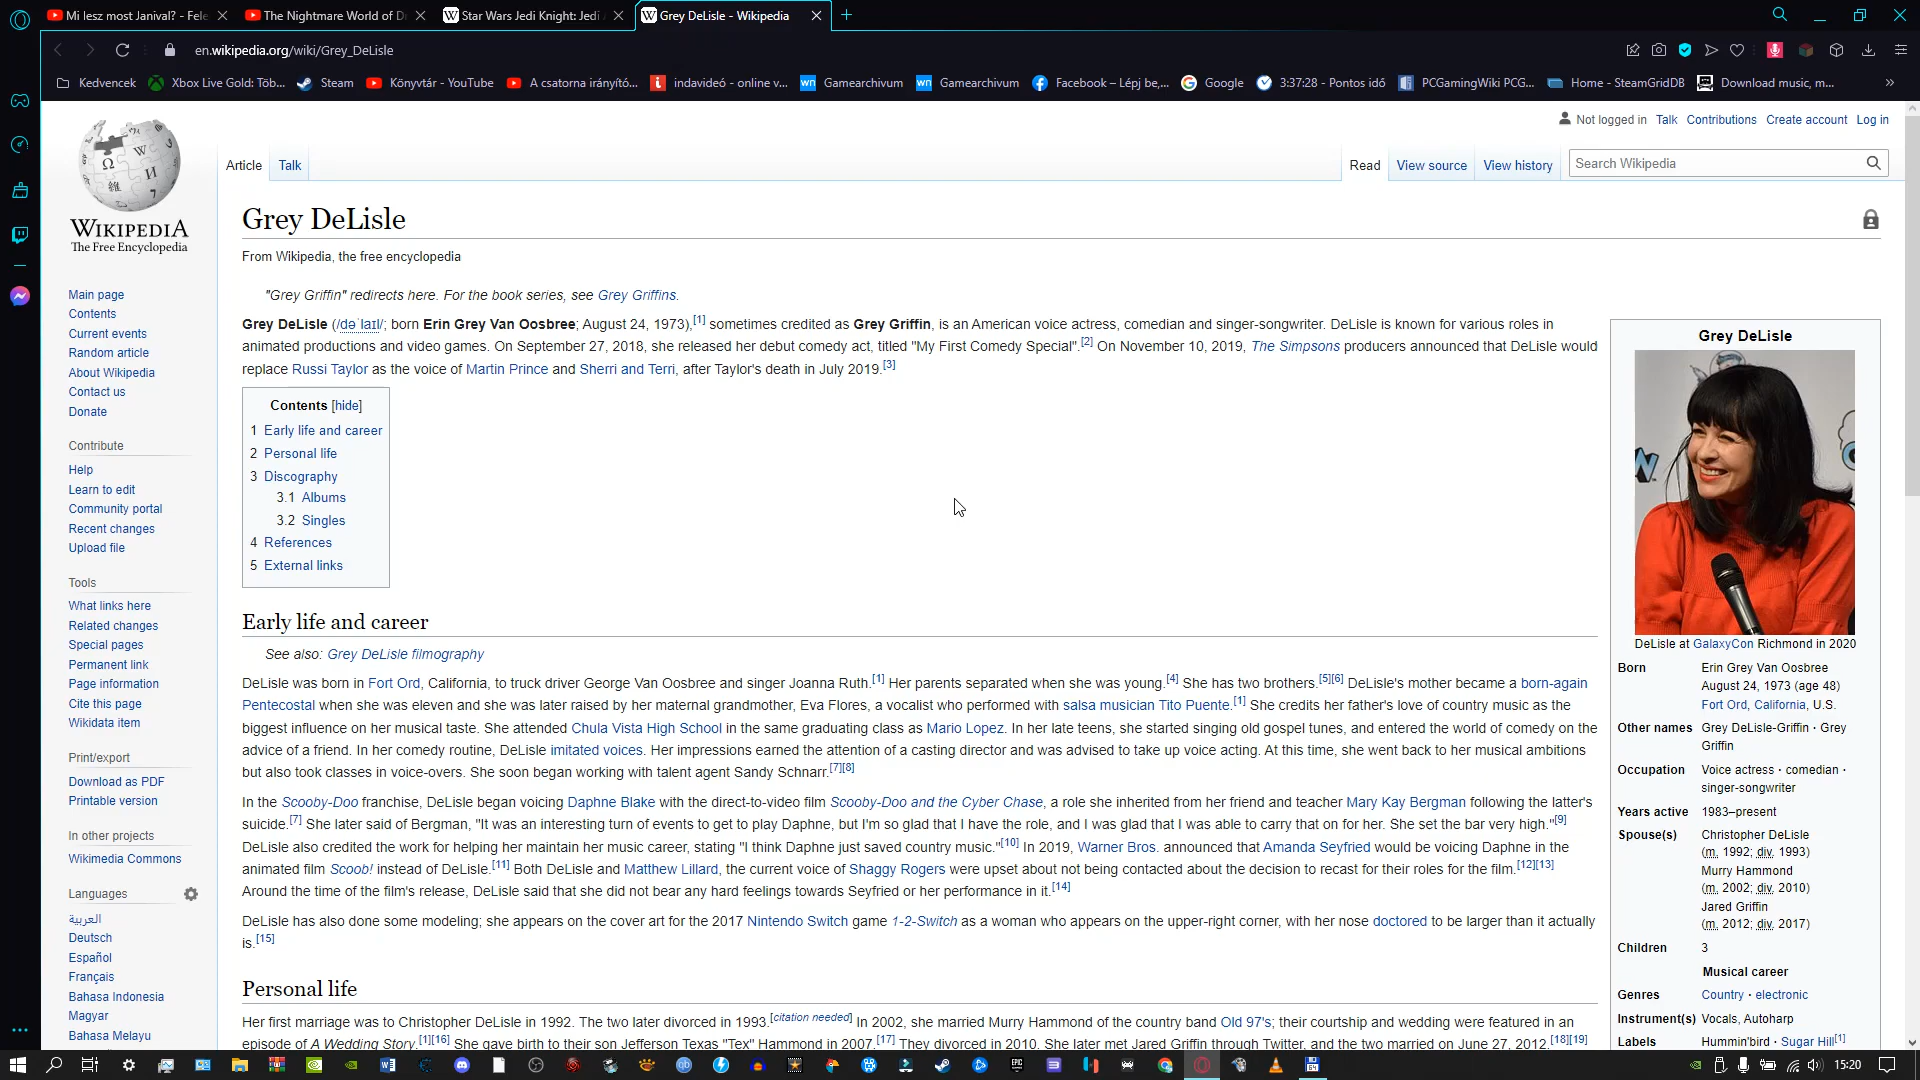 Mi lesz most Janival? - Fele
The Nightmare World of D
Star Wars Jedi Knight: Jedi
Grey DeLisle - Wikipedia
en.wikipedia.org/wiki/Grey_DeLisle
Kedvencek
Xbox Live Gold: Töb...
Steam
Könyvtár - YouTube
A csatorna irányító...
indavideó - online v...
Gamearchivum
Gamearchivum
Facebook – Lépj be,...
Google
3:37:28 - Pontos idő
PCGamingWiki PCG...
Home - SteamGridDB
Download music, m...
Not logged in Talk Contributions Create account Log in
Article Talk
Read View source View history
Search Wikipedia
WIKIPEDIA
The Free Encyclopedia
Main page
Contents
Current events
Random article
About Wikipedia
Contact us
Donate
Contribute
Help
Learn to edit
Community portal
Recent changes
Upload file
Tools
What links here
Related changes
Special pages
Permanent link
Page information
Cite this page
Wikidata item
Print/export
Download as PDF
Printable version
In other projects
Wikimedia Commons
Languages
العربية
Deutsch
Español
Français
Bahasa Indonesia
Magyar
Bahasa Melayu
Grey DeLisle
From Wikipedia, the free encyclopedia
"Grey Griffin" redirects here. For the book series, see Grey Griffins.
Grey DeLisle (/dəˈlaɪl/; born Erin Grey Van Oosbree; August 24, 1973),[1] sometimes credited as Grey Griffin, is an American voice actress, comedian and singer-songwriter. DeLisle is known for various roles in
animated productions and video games. On September 27, 2018, she released her debut comedy act, titled "My First Comedy Special".[2] On November 10, 2019, The Simpsons producers announced that DeLisle would
replace Russi Taylor as the voice of Martin Prince and Sherri and Terri, after Taylor's death in July 2019.[3]
Contents [hide]
1 Early life and career
2 Personal life
3 Discography
3.1 Albums
3.2 Singles
4 References
5 External links
Early life and career
See also: Grey DeLisle filmography
DeLisle was born in Fort Ord, California, to truck driver George Van Oosbree and singer Joanna Ruth.[1] Her parents separated when she was young.[4] She has two brothers.[5][6] DeLisle's mother became a born-again
Pentecostal when she was eleven and she was later raised by her maternal grandmother, Eva Flores, a vocalist who performed with salsa musician Tito Puente.[1] She credits her father's love of country music as the
biggest influence on her musical taste. She attended Chula Vista High School in the same graduating class as Mario Lopez. In her late teens, she started singing old gospel tunes, and entered the world of comedy on the
advice of a friend. In her comedy routine, DeLisle imitated voices. Her impressions earned the attention of a casting director and was advised to take up voice acting. At this time, she went back to her musical ambitions
but also took classes in voice-overs. She soon began working with talent agent Sandy Schnarr.[7][8]
In the Scooby-Doo franchise, DeLisle began voicing Daphne Blake with the direct-to-video film Scooby-Doo and the Cyber Chase, a role she inherited from her friend and teacher Mary Kay Bergman following the latter's
suicide.[7] She later said of Bergman, "It was an interesting turn of events to get to play Daphne, but I'm so glad that I have the role, and I was glad that I was able to carry that on for her. She set the bar very high."[9]
DeLisle also credited the work for helping her maintain her music career, stating "I think Daphne just saved country music."[10] In 2019, Warner Bros. announced that Amanda Seyfried would be voicing Daphne in the
animated film Scoob! instead of DeLisle.[11] Both DeLisle and Matthew Lillard, the current voice of Shaggy Rogers were upset about not being contacted about the decision to recast for their roles for the film.[12][13]
Around the time of the film's release, DeLisle said that she did not bear any hard feelings towards Seyfried or her performance in it.[14]
DeLisle has also done some modeling; she appears on the cover art for the 2017 Nintendo Switch game 1-2-Switch as a woman who appears on the upper-right corner, with her nose doctored to be larger than it actually
is.[15]
Personal life
Her first marriage was to Christopher DeLisle in 1992. The two later divorced in 1993.[citation needed] In 2002, she married Murry Hammond of the country band Old 97's; their courtship and wedding were featured in an
episode of A Wedding Story.[1][16] She gave birth to their son Jefferson Texas "Tex" Hammond in 2007.[17] They divorced in 2010. She later met Jared Griffin through Twitter, and the two married on June 27, 2012.[18][19]
Grey DeLisle
DeLisle at GalaxyCon Richmond in 2020
Born Erin Grey Van Oosbree
August 24, 1973 (age 48)
Fort Ord, California, U.S.
Other names Grey DeLisle-Griffin · Grey
Griffin
Occupation Voice actress · comedian ·
singer-songwriter
Years active 1983–present
Spouse(s) Christopher DeLisle
(m. 1992; div. 1993)
Murry Hammond
(m. 2002; div. 2010)
Jared Griffin
(m. 2012; div. 2017)
Children 3
Musical career
Genres Country · electronic
Instrument(s) Vocals, Autoharp
Labels Hummin'bird · Sugar Hill[1]
15:20